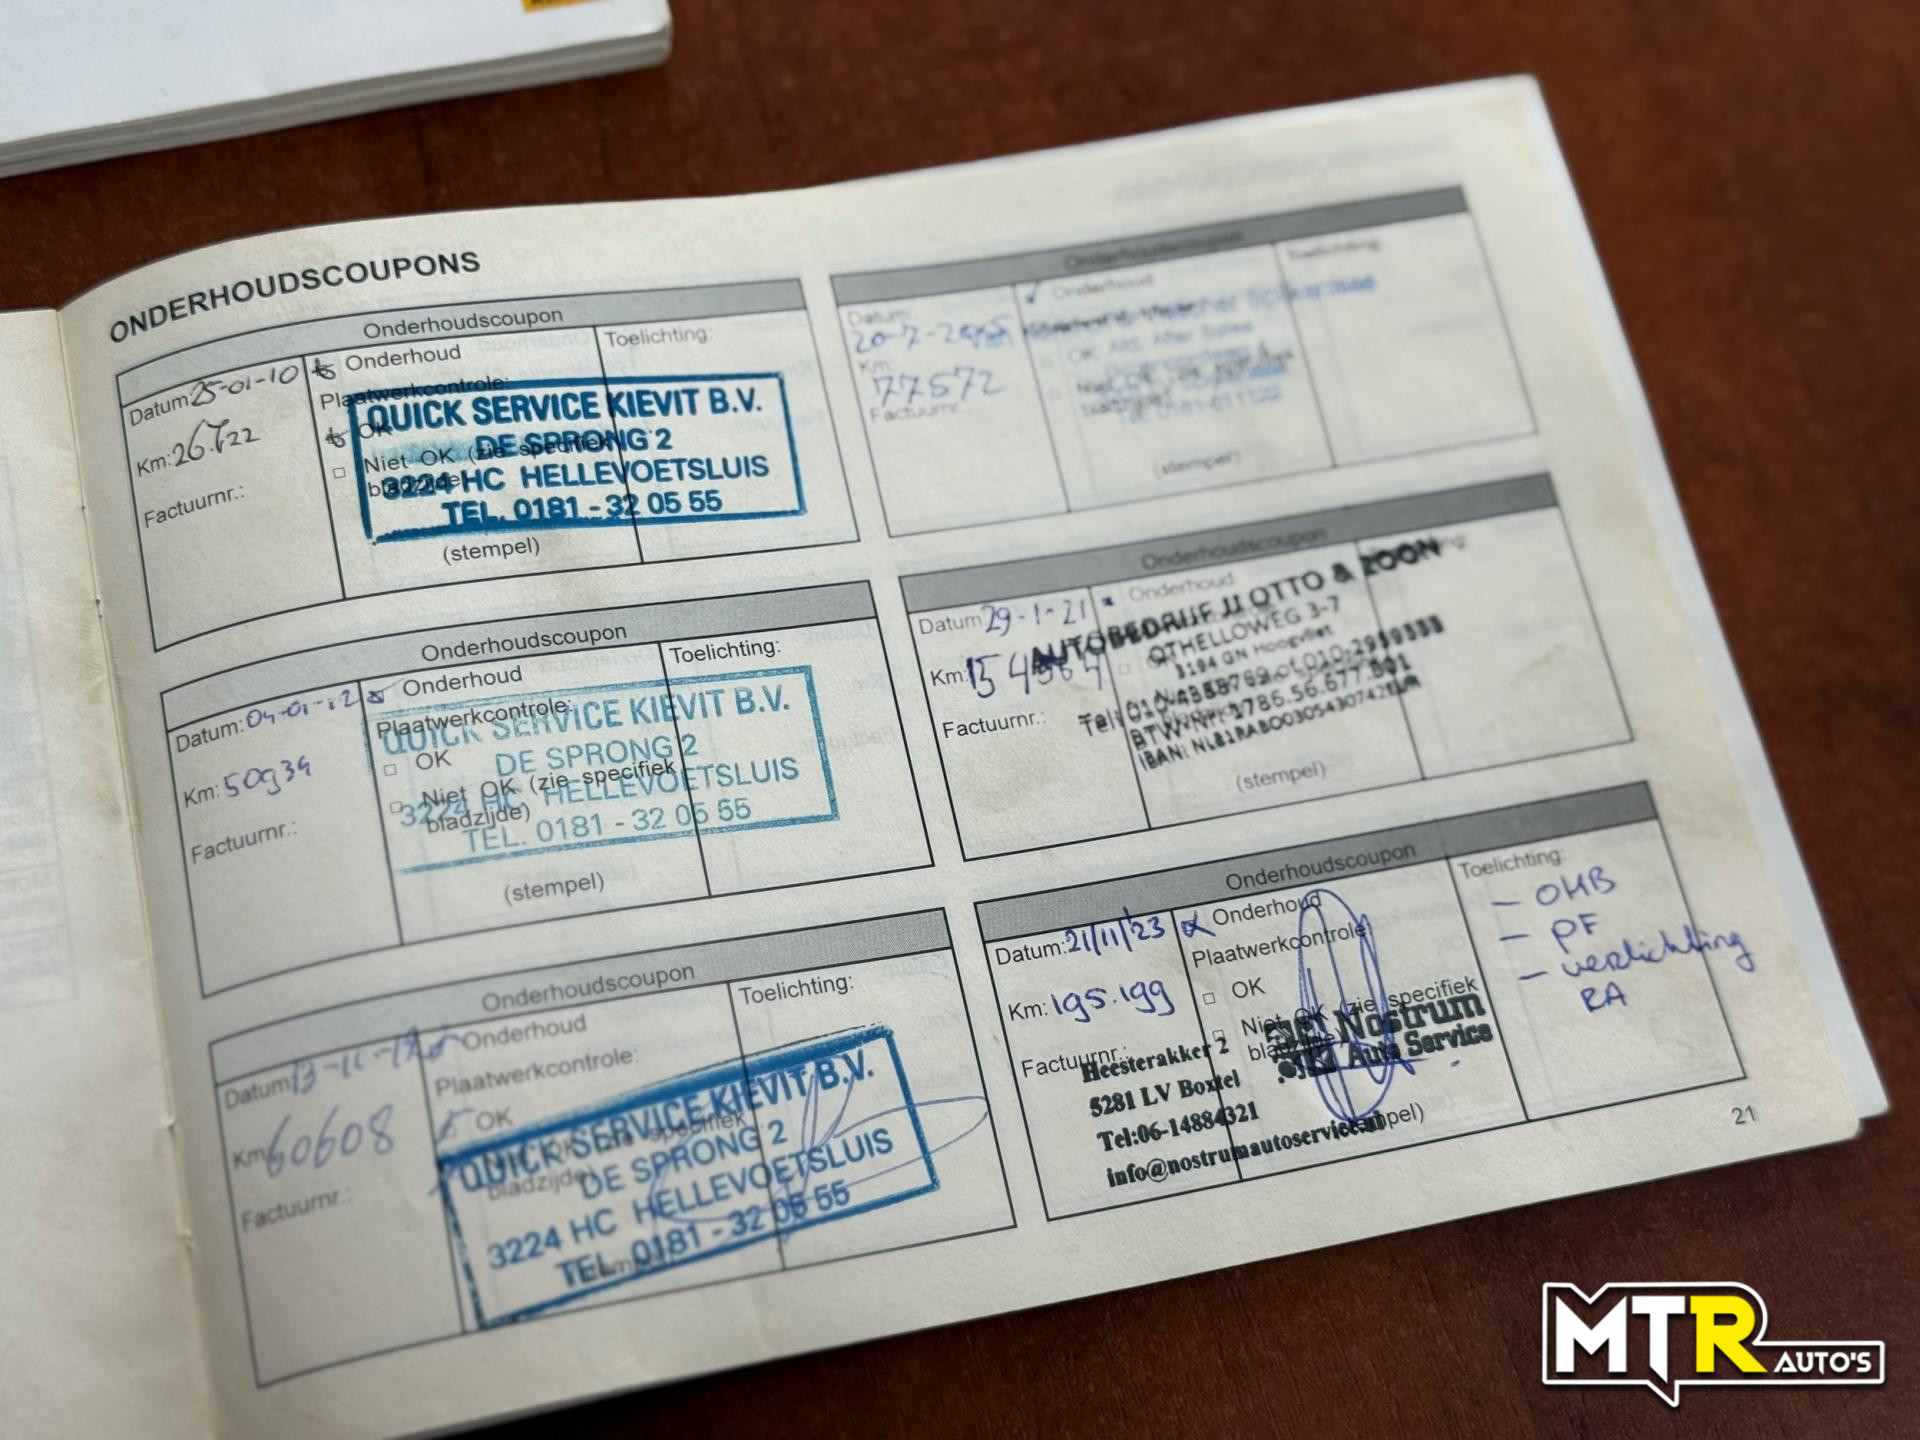 ONDERHOUDSCOUPONS
Onderhoudscoupon
Datum: 25-01-10
Onderhoud
Toelichting:
Plaatwerkcontrole:
Km:
OK
Niet OK (zie specifiek
bladzijde)
Factuurnr.:
QUICK SERVICE KIEVIT B.V.
DE SPRONG 2
3224 HC HELLEVOETSLUIS
TEL. 0181 - 32 05 55
(stempel)
Onderhoudscoupon
Datum: 04-01-12
Onderhoud
Toelichting:
Plaatwerkcontrole:
Km: 50934
OK
Niet OK (zie specifiek
bladzijde)
Factuurnr.:
QUICK SERVICE KIEVIT B.V.
DE SPRONG 2
3224 HC HELLEVOETSLUIS
TEL. 0181 - 32 05 55
(stempel)
Onderhoudscoupon
Datum: 13-11-
Onderhoud
Toelichting:
Plaatwerkcontrole:
Km: 60608
OK
bladzijde)
Factuurnr.:
QUICK SERVICE KIEVIT B.V.
DE SPRONG 2
3224 HC HELLEVOETSLUIS
TEL. 0181 - 32 05 55
Onderhoudscoupon
Datum: 20-7-
Onderhoud
Toelichting:
Km: 77572
OK
Factuurnr.:
(stempel)
Onderhoudscoupon
Datum: 29-1-21
Onderhoud
Km:
Factuurnr.:
AUTOBEDRIJF JJ OTTO & ZOON
OTHELLOWEG 3-7
3194 GN Hoogvliet
(stempel)
Onderhoudscoupon
Datum: 21/11/'23
Onderhoud
Toelichting:
Plaatwerkcontrole:
Km: 195.199
OK
Niet OK (zie specifiek
bladzijde)
Factuurnr.:
- OHB
- PF
- verlichting
RA
Nostrum
Auto Service
Heesterakker 2
5281 LV Boxtel
Tel:06-14884321
info@nostrumautoservice.nl
21
MTR AUTO'S